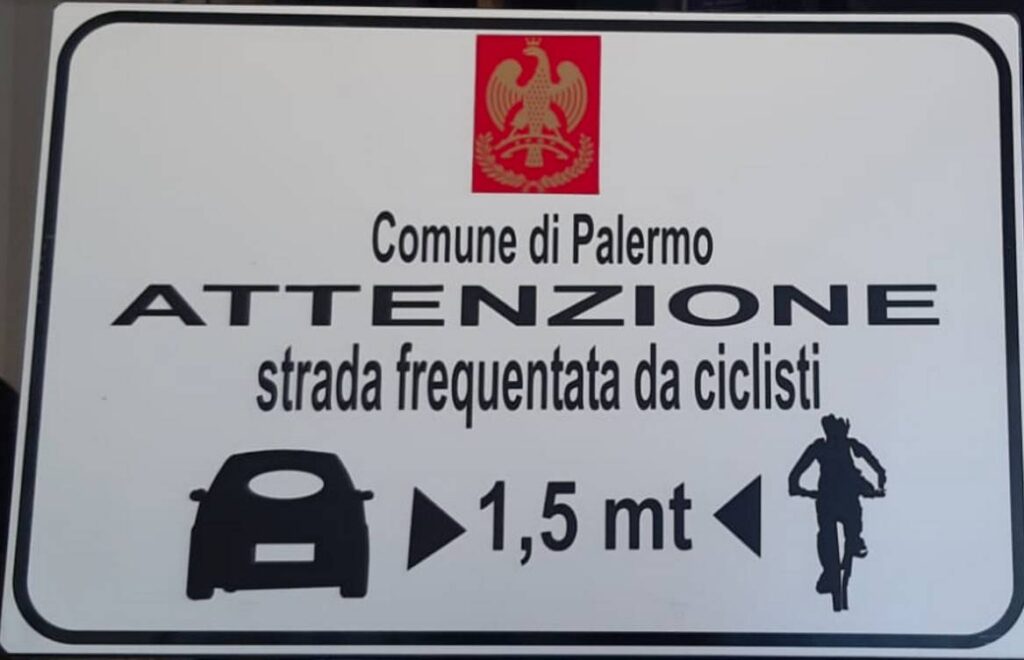 Comune di Palermo
ATTENZIONE
strada frequentata da ciclisti
1,5 mt